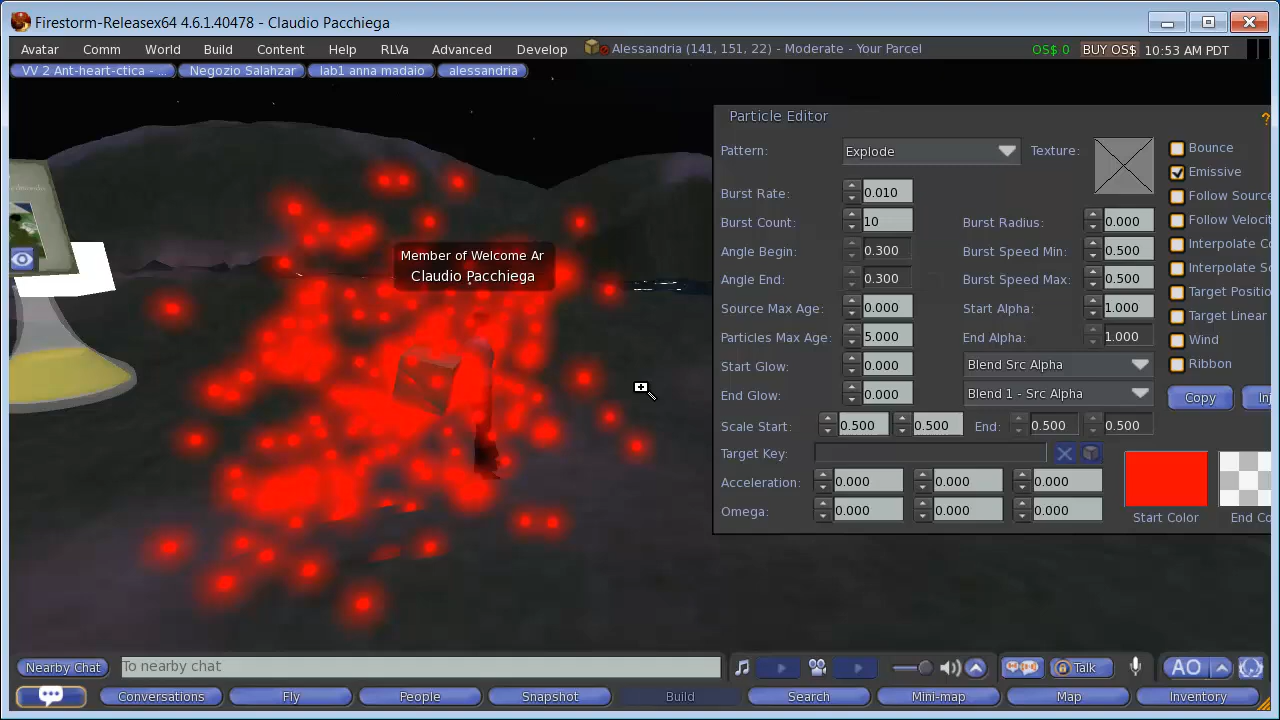 Firestorm-Releasex64 4.6.1.40478 - Claudio Pacchiega
Avatar Comm World Build Content Help RLVa Advanced Develop Alessandria (141, 151, 22) - Moderate - Your Parcel OS$ 0 BUY OS$ 10:53 AM PDT
VV 2 Ant-heart-ctica - ... Negozio Salahzar lab1 anna madaio alessandria
Particle Editor ?
Pattern: Explode Texture: Bounce
Emissive
Burst Rate: 0.010 Follow Source
Burst Count: 10 Burst Radius: 0.000 Follow Veloci
Angle Begin: 0.300 Burst Speed Min: 0.500 Interpolate C
Angle End: 0.300 Burst Speed Max: 0.500 Interpolate S
Target Positio
Source Max Age: 0.000 Start Alpha: 1.000 Target Linear
Particles Max Age: 5.000 End Alpha: 1.000 Wind
Start Glow: 0.000 Blend Src Alpha Ribbon
End Glow: 0.000 Blend 1 - Src Alpha Copy Inj
Scale Start: 0.500 0.500 End: 0.500 0.500
Target Key:
Acceleration: 0.000 0.000 0.000
Omega: 0.000 0.000 0.000 Start Color End Co
Member of Welcome Ar
Claudio Pacchiega
Nearby Chat To nearby chat Talk AO
Conversations Fly People Snapshot Build Search Mini-map Map Inventory